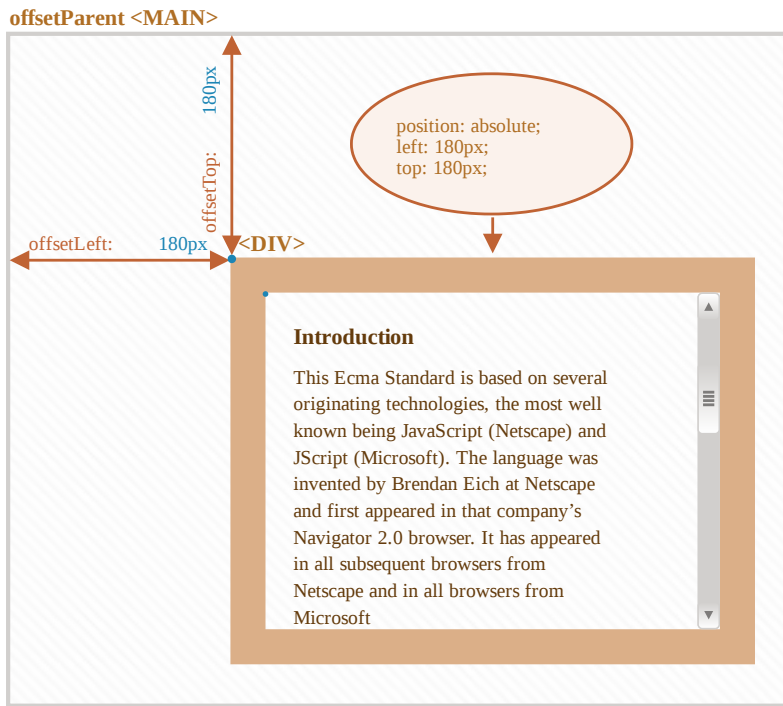 offsetParent <MAIN>
offsetTop: 180px
position: absolute;
left: 180px;
top: 180px;
offsetLeft: 180px
<DIV>
Introduction
This Ecma Standard is based on several
originating technologies, the most well
known being JavaScript (Netscape) and
JScript (Microsoft). The language was
invented by Brendan Eich at Netscape
and first appeared in that company’s
Navigator 2.0 browser. It has appeared
in all subsequent browsers from
Netscape and in all browsers from
Microsoft